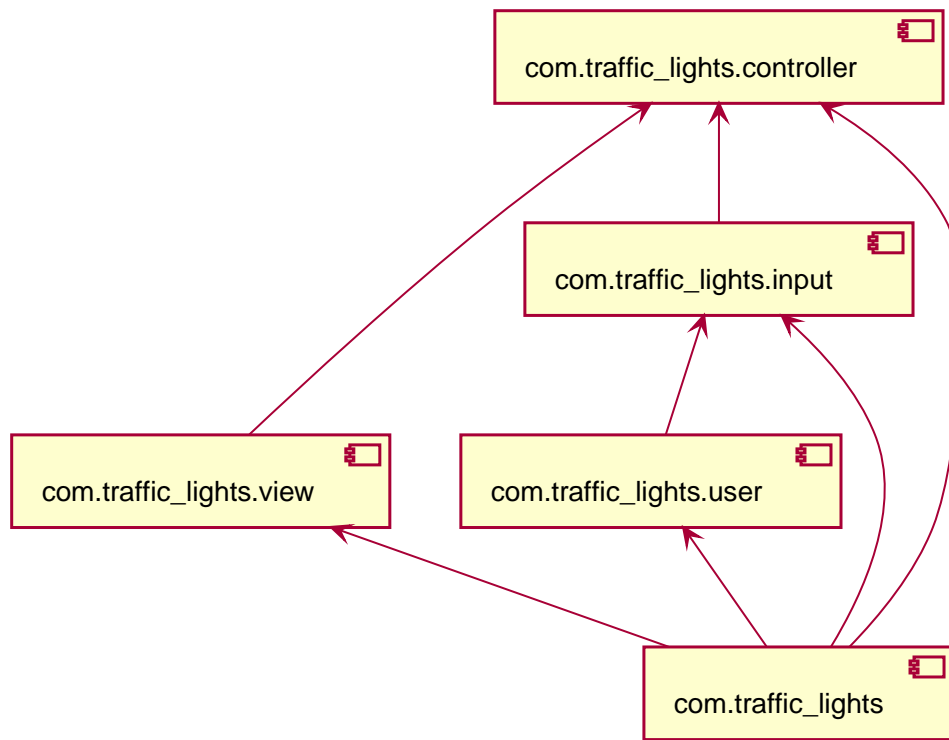 com.traffic_lights.controller
com.traffic_lights.input
com.traffic_lights.view
com.traffic_lights.user
com.traffic_lights